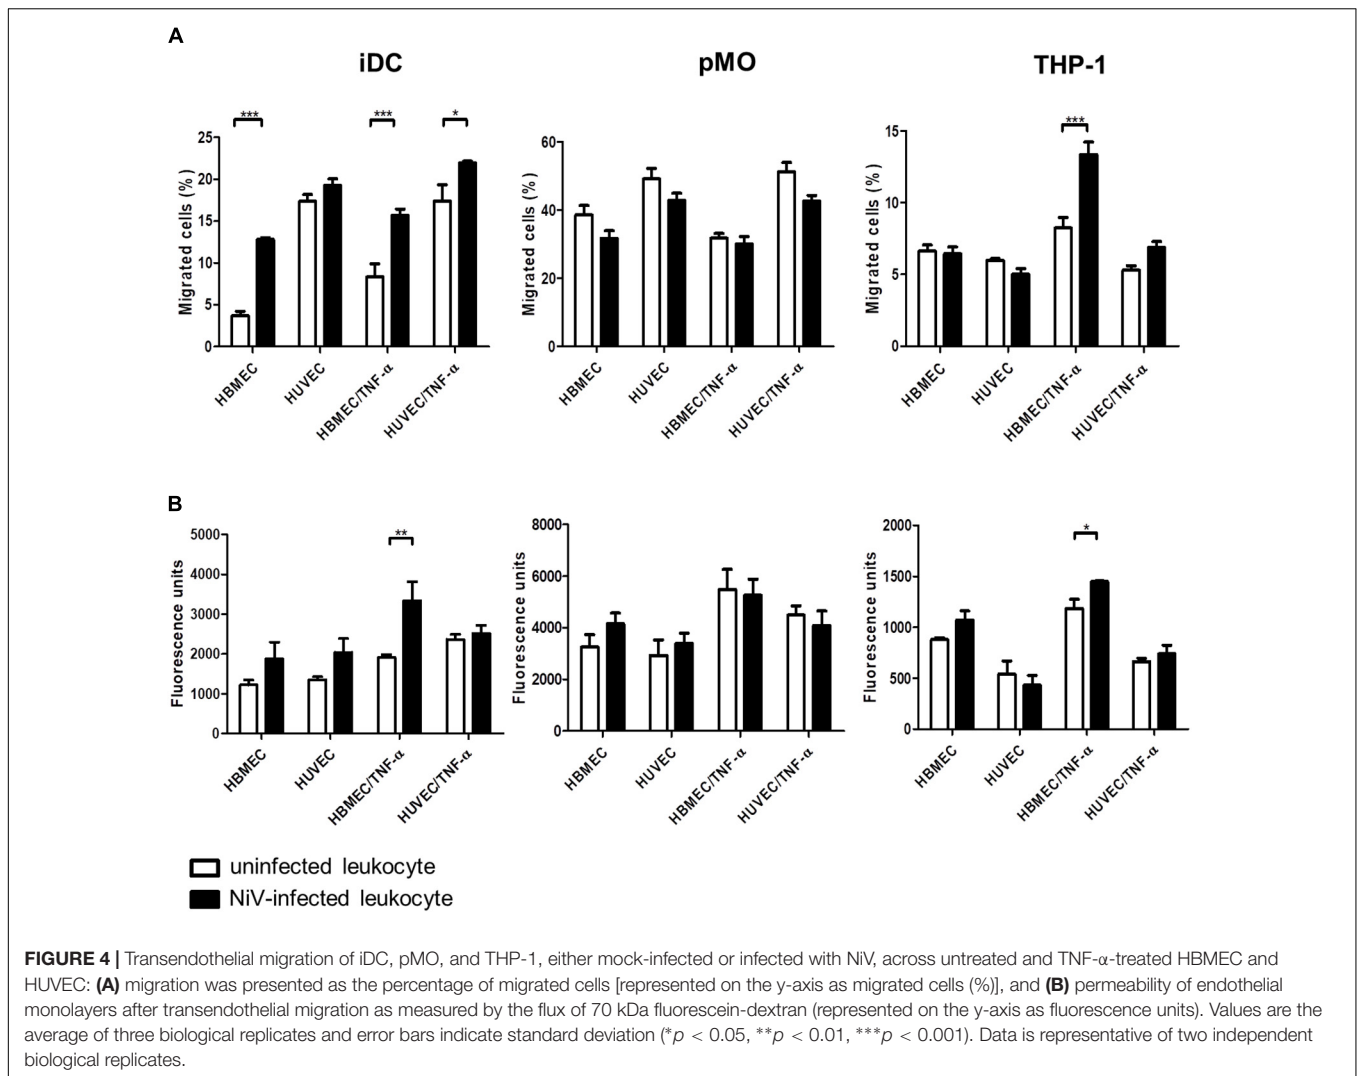 A
iDC
pMO
THP-1
***
***
*
***
25
20
15
10
5
0
Migrated cells (%)
HBMEC
HUVEC
HBMEC/TNF-α
HUVEC/TNF-α
60
40
20
0
Migrated cells (%)
HBMEC
HUVEC
HBMEC/TNF-α
HUVEC/TNF-α
15
10
5
0
Migrated cells (%)
HBMEC
HUVEC
HBMEC/TNF-α
HUVEC/TNF-α
B
**
*
5000
4000
3000
2000
1000
0
Fluorescence units
HBMEC
HUVEC
HBMEC/TNF-α
HUVEC/TNF-α
8000
6000
4000
2000
0
Fluorescence units
HBMEC
HUVEC
HBMEC/TNF-α
HUVEC/TNF-α
2000
1500
1000
500
0
Fluorescence units
HBMEC
HUVEC
HBMEC/TNF-α
HUVEC/TNF-α
uninfected leukocyte
NiV-infected leukocyte
FIGURE 4 | Transendothelial migration of iDC, pMO, and THP-1, either mock-infected or infected with NiV, across untreated and TNF-α-treated HBMEC and
HUVEC: (A) migration was presented as the percentage of migrated cells [represented on the y-axis as migrated cells (%)], and (B) permeability of endothelial
monolayers after transendothelial migration as measured by the flux of 70 kDa fluorescein-dextran (represented on the y-axis as fluorescence units). Values are the
average of three biological replicates and error bars indicate standard deviation (*p < 0.05, **p < 0.01, ***p < 0.001). Data is representative of two independent
biological replicates.